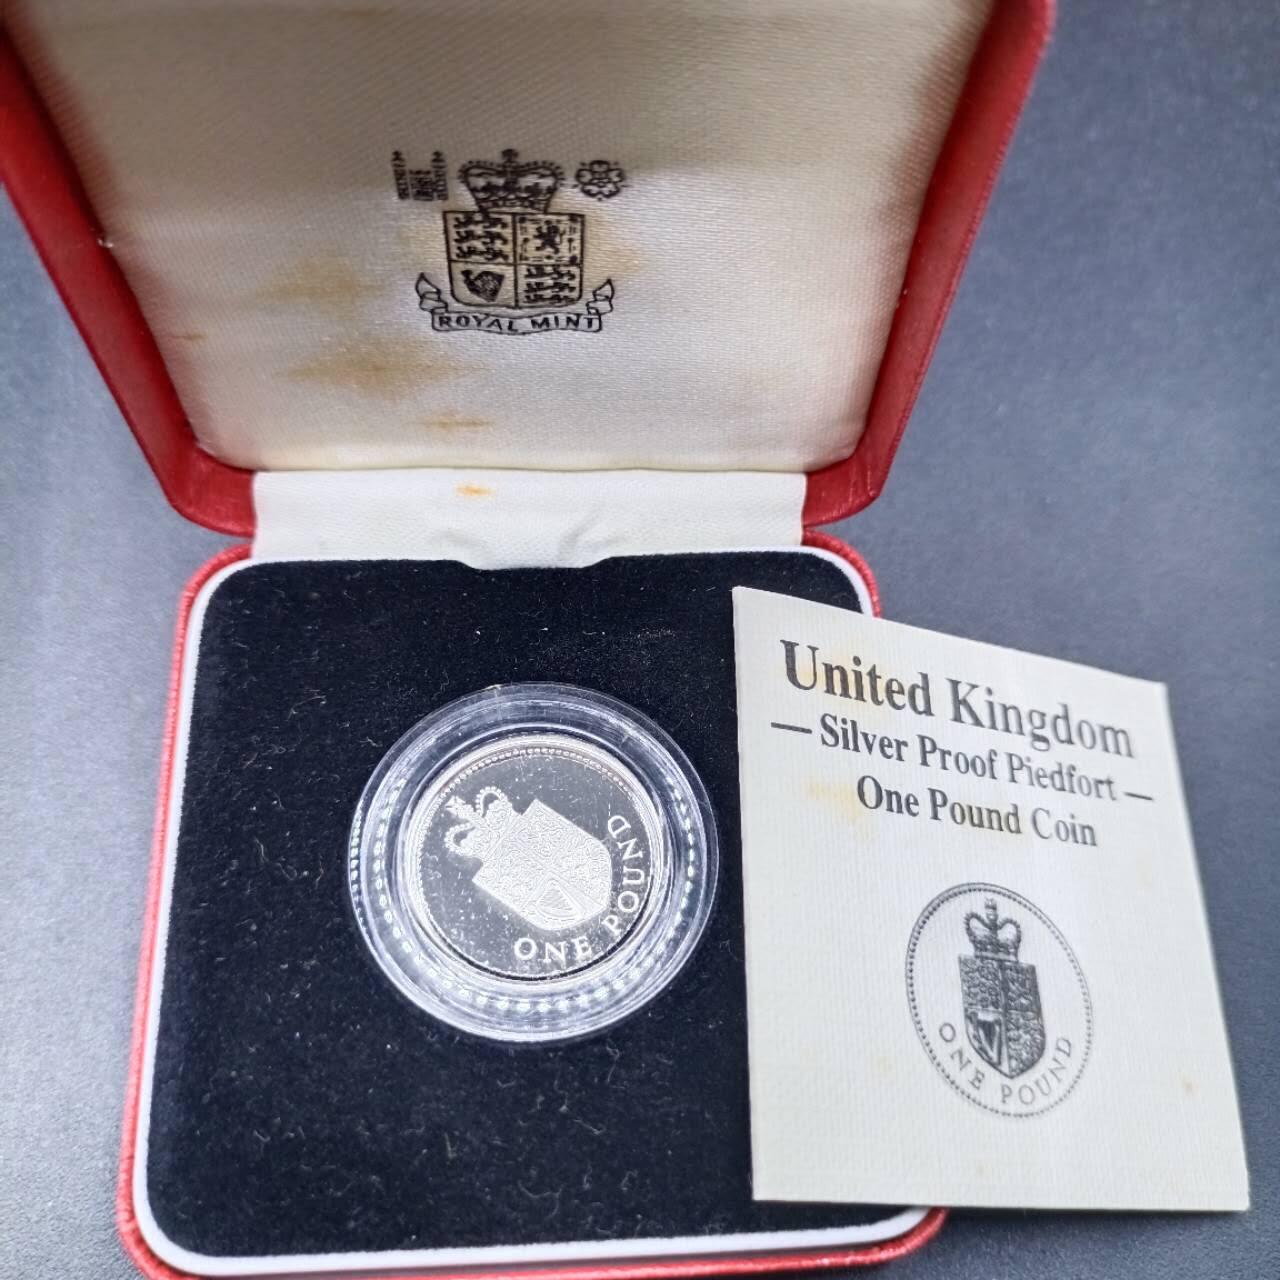 ROYAL MINT
ONE POUND
United Kingdom
— Silver Proof Piedfort —
One Pound Coin
ONE POUND